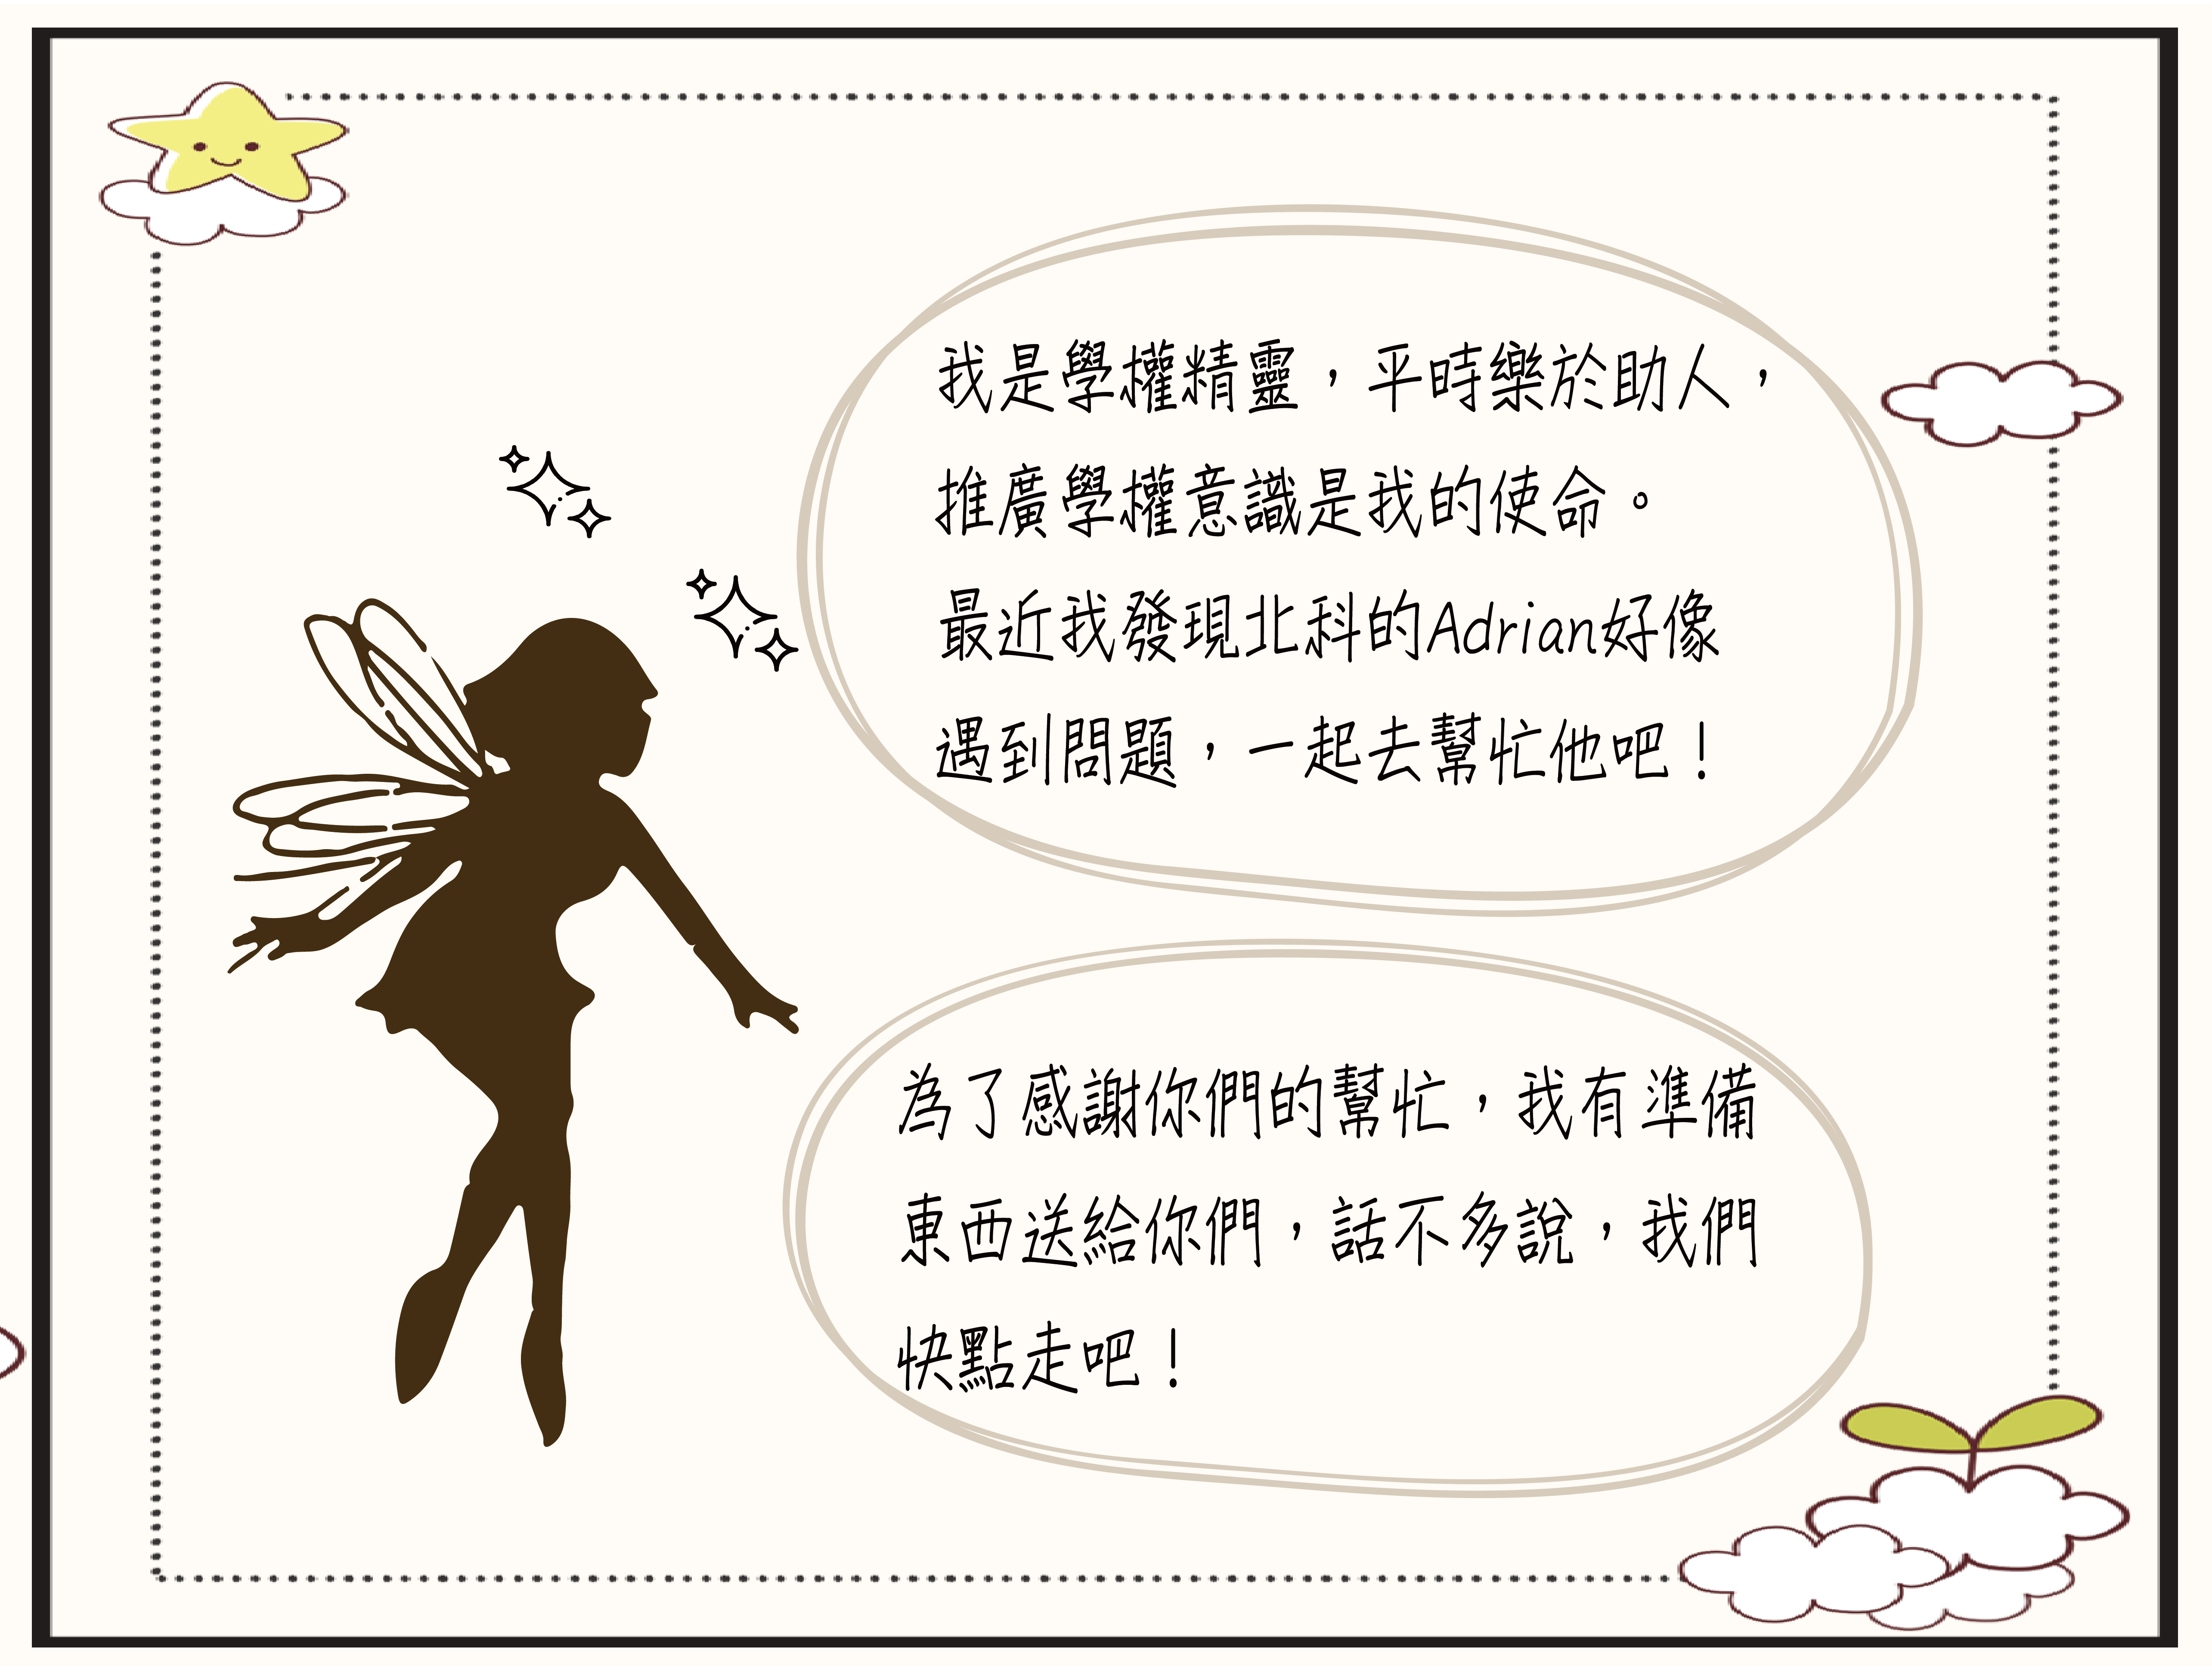 我是學權精靈，平時樂於助人，
推廣學權意識是我的使命。
最近我發現北科的Adrian好像
遇到問題，一起去幫忙他吧！
為了感謝你們的幫忙，我有準備
東西送給你們，話不多說，我們
快點走吧！